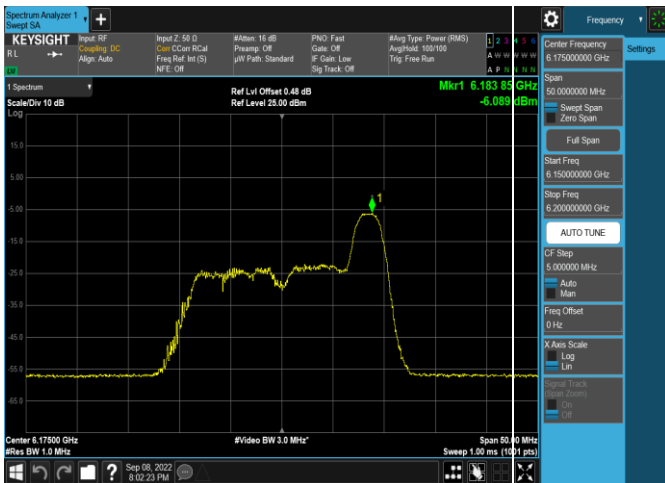 Spectrum Analyzer 1
Swept SA
Frequency
KEYSIGHT
R L
LV
Input: RF
Coupling: DC
Align: Auto
Input Z: 50 Ω
Corr CCorr RCal
Freq Ref: Int (S)
NFE: Off
#Atten: 16 dB
Preamp: Off
µW Path: Standard
PNO: Fast
Gate: Off
IF Gain: Low
Sig Track: Off
#Avg Type: Power (RMS)
Avg|Hold: 100/100
Trig: Free Run
1 2 3 4 5 6
A W W W W W
A P N N N N
1 Spectrum
Scale/Div 10 dB
Log
Ref Lvl Offset 0.48 dB
Ref Level 25.00 dBm
Mkr1 6.183 85 GHz
-6.089 dBm
15.0
5.00
-5.00
-15.0
-25.0
-35.0
-45.0
-55.0
-65.0
1
Center 6.17500 GHz
#Res BW 1.0 MHz
#Video BW 3.0 MHz*
Span 50.00 MHz
Sweep 1.00 ms (1001 pts)
Sep 08, 2022
8:02:23 PM
Center Frequency
6.175000000 GHz
Settings
Span
50.0000000 MHz
Swept Span
Zero Span
Full Span
Start Freq
6.150000000 GHz
Stop Freq
6.200000000 GHz
AUTO TUNE
CF Step
5.000000 MHz
Auto
Man
Freq Offset
0 Hz
X Axis Scale
Log
Lin
Signal Track
(Span Zoom)
On
Off